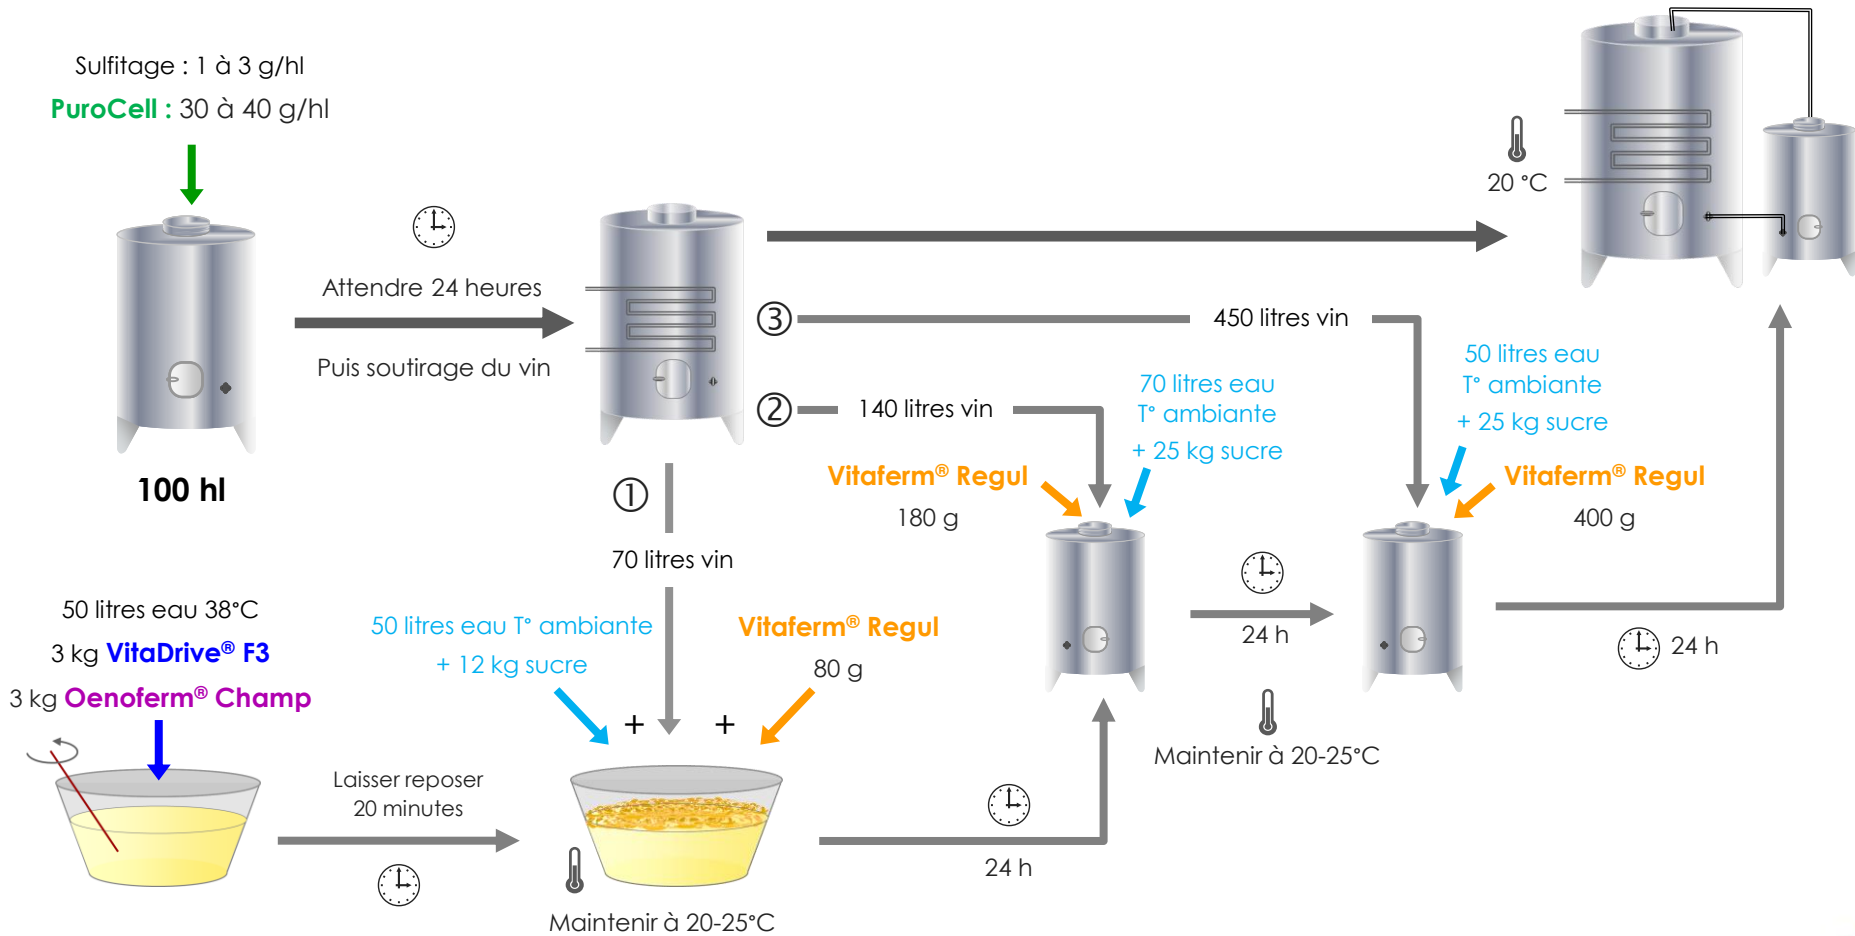 Sulfitage : 1 à 3 g/hl
PuroCell : 30 à 40 g/hl
100 hl
Attendre 24 heures
Puis soutirage du vin
20 °C
③
450 litres vin
②
140 litres vin
①
70 litres vin
70 litres eau
T° ambiante
+ 25 kg sucre
50 litres eau
T° ambiante
+ 25 kg sucre
Vitaferm® Regul
180 g
Vitaferm® Regul
400 g
50 litres eau 38°C
3 kg VitaDrive® F3
3 kg Oenoferm® Champ
Laisser reposer
20 minutes
50 litres eau T° ambiante
+ 12 kg sucre
Vitaferm® Regul
80 g
+ +
Maintenir à 20-25°C
24 h
24 h
Maintenir à 20-25°C
24 h